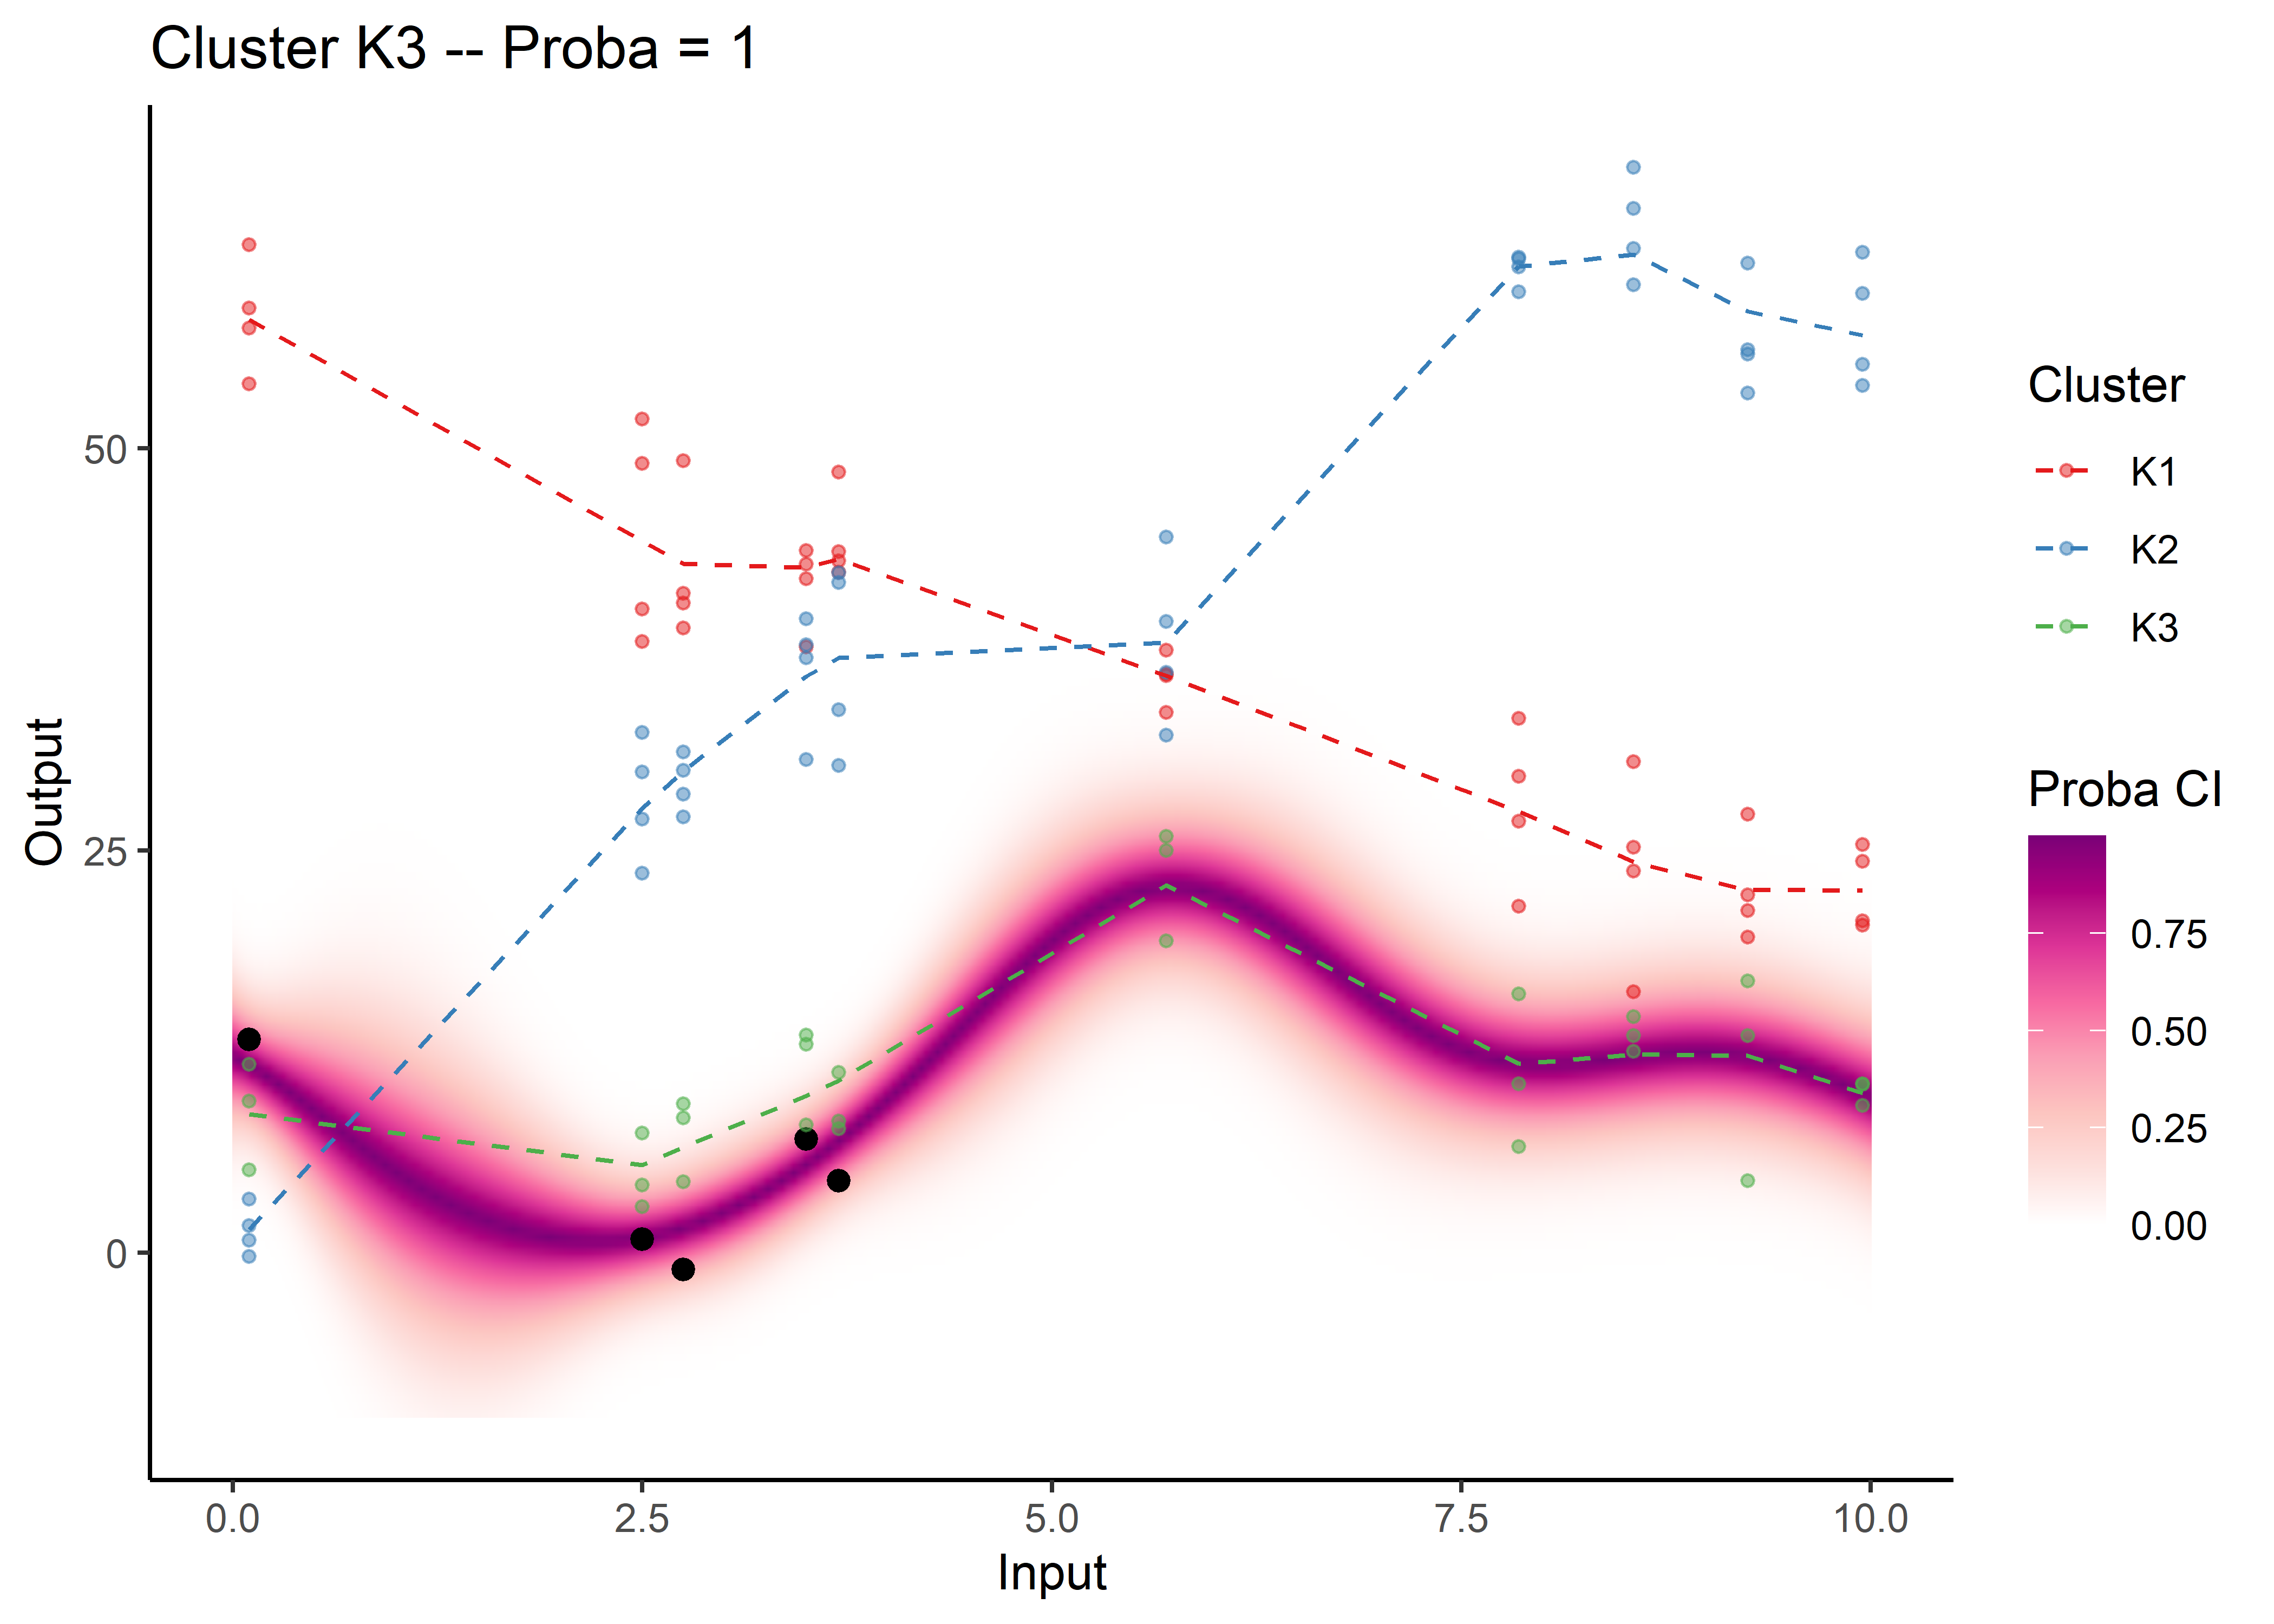 Cluster K3 -- Proba = 1
Output
50
25
0
0.0 2.5 5.0 7.5 10.0
Input
Cluster
K1
K2
K3
Proba CI
0.75
0.50
0.25
0.00